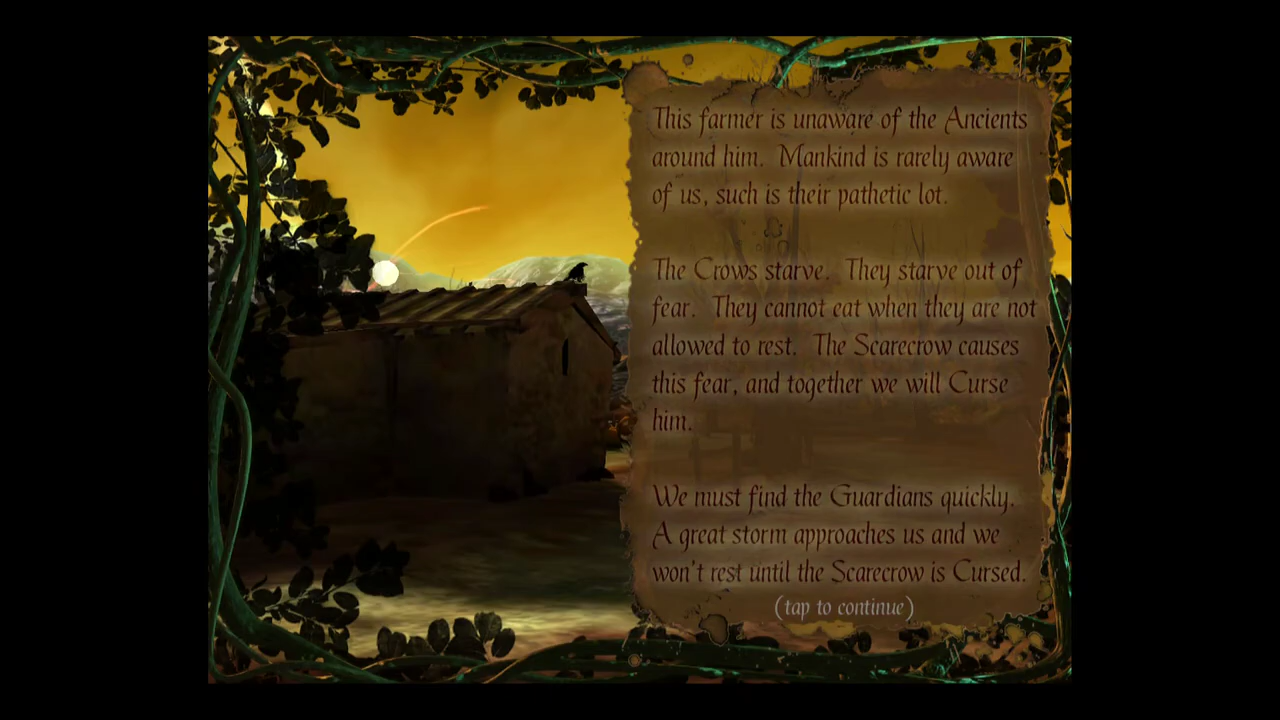 This farmer is unaware of the Ancients
around him.  Mankind is rarely aware
of us, such is their pathetic lot.
The Crows starve.  They starve out of
fear.  They cannot eat when they are not
allowed to rest.  The Scarecrow causes
this fear, and together we will Curse
him.
We must find the Guardians quickly.
A great storm approaches us and we
won't rest until the Scarecrow is Cursed.
(tap to continue)